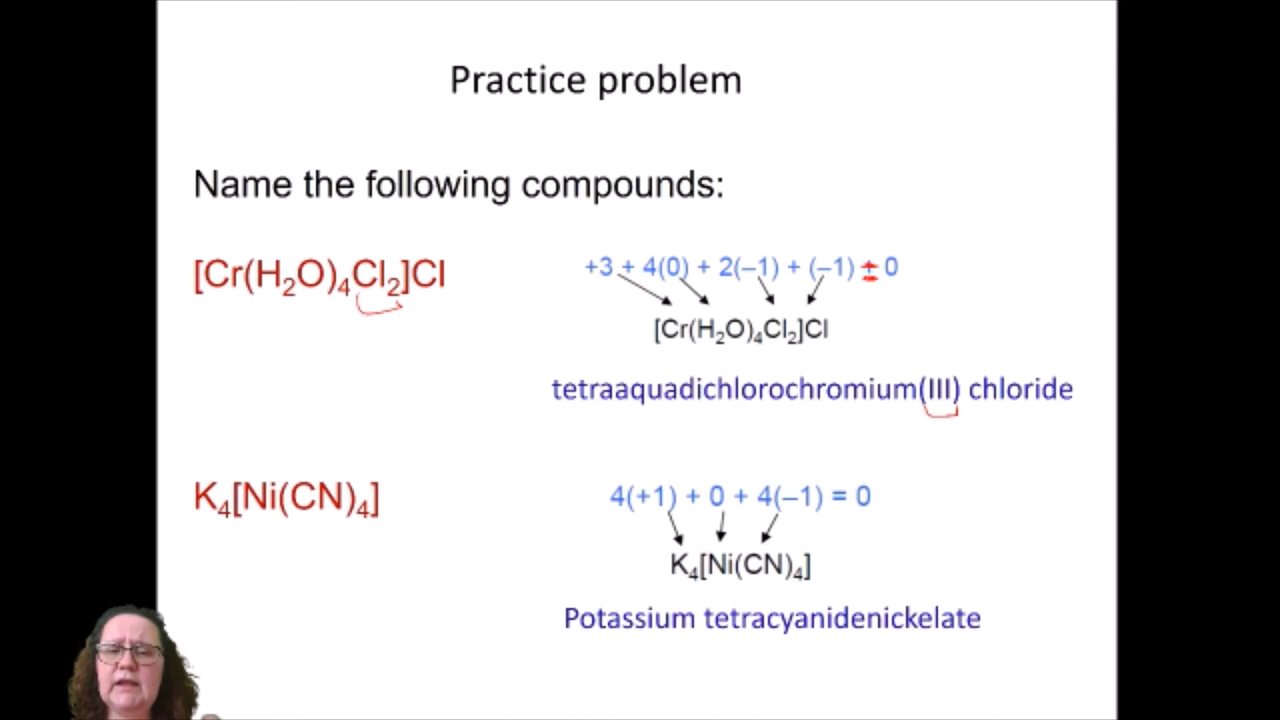 Practice problem
Name the following compounds:
[Cr(H₂O)₄Cl₂]Cl
+3 + 4(0) + 2(–1) + (–1) = 0
[Cr(H₂O)₄Cl₂]Cl
tetraaquadichlorochromium(III) chloride
K₄[Ni(CN)₄]
4(+1) + 0 + 4(–1) = 0
K₄[Ni(CN)₄]
Potassium tetracyanidenickelate